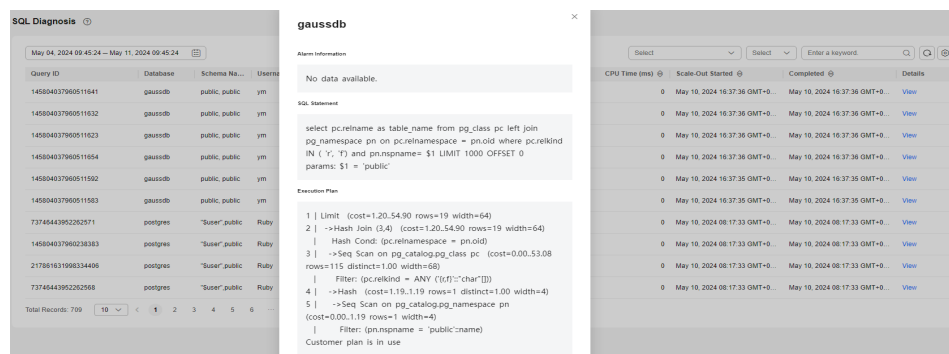 SQL Diagnosis
May 04, 2024 09:45:24 – May 11, 2024 09:45:24
Select
Select
Enter a keyword.
Query ID Database Schema Na... Userna
CPU Time (ms) Scale-Out Started Completed Details
145804037960511641 gaussdb public, public ym 0 May 10, 2024 16:37:36 GMT+0... May 10, 2024 16:37:36 GMT+0... View
145804037960511632 gaussdb public, public ym 0 May 10, 2024 16:37:36 GMT+0... May 10, 2024 16:37:36 GMT+0... View
145804037960511623 gaussdb public, public ym 0 May 10, 2024 16:37:36 GMT+0... May 10, 2024 16:37:36 GMT+0... View
145804037960511654 gaussdb public, public ym 0 May 10, 2024 16:37:36 GMT+0... May 10, 2024 16:37:36 GMT+0... View
145804037960511592 gaussdb public, public ym 0 May 10, 2024 16:37:35 GMT+0... May 10, 2024 16:37:35 GMT+0... View
145804037960511583 gaussdb public, public ym 0 May 10, 2024 16:37:35 GMT+0... May 10, 2024 16:37:35 GMT+0... View
73746443952262571 postgres "$user",public Ruby 0 May 10, 2024 08:17:33 GMT+0... May 10, 2024 08:17:33 GMT+0... View
145804037960238383 postgres "$user",public Ruby 0 May 10, 2024 08:17:33 GMT+0... May 10, 2024 08:17:33 GMT+0... View
217861631998334406 postgres "$user",public Ruby 0 May 10, 2024 08:17:33 GMT+0... May 10, 2024 08:17:33 GMT+0... View
73746443952262568 postgres "$user",public Ruby 0 May 10, 2024 08:17:33 GMT+0... May 10, 2024 08:17:33 GMT+0... View
Total Records: 709 10 < 1 2 3 4 5 6 ...
gaussdb
Alarm Information
No data available.
SQL Statement
select pc.relname as table_name from pg_class pc left join
pg_namespace pn on pc.relnamespace = pn.oid where pc.relkind
IN ( 'r', 'f') and pn.nspname= $1 LIMIT 1000 OFFSET 0
params: $1 = 'public'
Execution Plan
1 | Limit (cost=1.20..54.90 rows=19 width=64)
2 | ->Hash Join (3,4) (cost=1.20..54.90 rows=19 width=64)
| Hash Cond: (pc.relnamespace = pn.oid)
3 | ->Seq Scan on pg_catalog.pg_class pc (cost=0.00..53.08
rows=115 distinct=1.00 width=68)
| Filter: (pc.relkind = ANY ('{r,f}'::"char"[]))
4 | ->Hash (cost=1.19..1.19 rows=1 distinct=1.00 width=4)
5 | ->Seq Scan on pg_catalog.pg_namespace pn
(cost=0.00..1.19 rows=1 width=4)
| Filter: (pn.nspname = 'public'::name)
Customer plan is in use